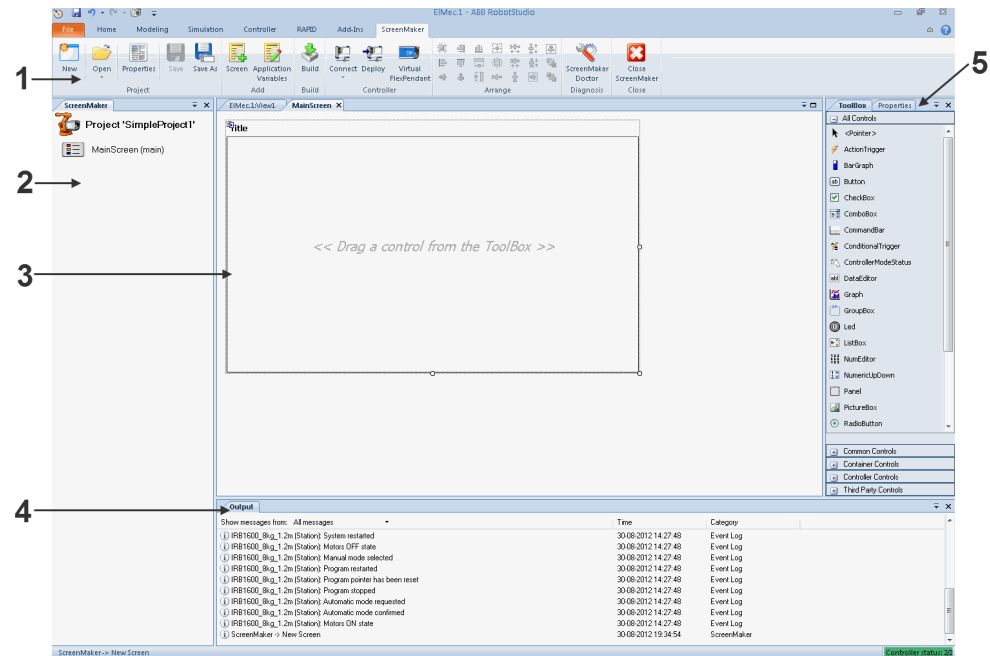 ElMec.1 - ABB RobotStudio
File Home Modeling Simulation Controller RAPID Add-Ins ScreenMaker
New Open Properties Save Save As Screen Application Variables Build Connect Deploy Virtual FlexPendant ScreenMaker Doctor Close ScreenMaker
Project Add Build Controller Arrange Diagnosis Close
1
5
ScreenMaker
Project 'SimpleProject1'
MainScreen (main)
2
ElMec.1:View1 MainScreen
Title
<< Drag a control from the ToolBox >>
3
ToolBox Properties
All Controls
<Pointer>
ActionTrigger
BarGraph
Button
CheckBox
ComboBox
CommandBar
ConditionalTrigger
ControllerModeStatus
DataEditor
Graph
GroupBox
Led
ListBox
NumEditor
NumericUpDown
Panel
PictureBox
RadioButton
Common Controls
Container Controls
Controller Controls
Third Party Controls
4
Output
Show messages from: All messages Time Category
IRB1600_8kg_1.2m (Station): System restarted 30-08-2012 14:27:48 Event Log
IRB1600_8kg_1.2m (Station): Motors OFF state 30-08-2012 14:27:48 Event Log
IRB1600_8kg_1.2m (Station): Manual mode selected 30-08-2012 14:27:48 Event Log
IRB1600_8kg_1.2m (Station): Program restarted 30-08-2012 14:27:48 Event Log
IRB1600_8kg_1.2m (Station): Program pointer has been reset 30-08-2012 14:27:48 Event Log
IRB1600_8kg_1.2m (Station): Program stopped 30-08-2012 14:27:48 Event Log
IRB1600_8kg_1.2m (Station): Automatic mode requested 30-08-2012 14:27:48 Event Log
IRB1600_8kg_1.2m (Station): Automatic mode confirmed 30-08-2012 14:27:48 Event Log
IRB1600_8kg_1.2m (Station): Motors ON state 30-08-2012 14:27:48 Event Log
ScreenMaker -> New Screen 30-08-2012 19:34:54 ScreenMaker
ScreenMaker-> New Screen Controller status: 2/2